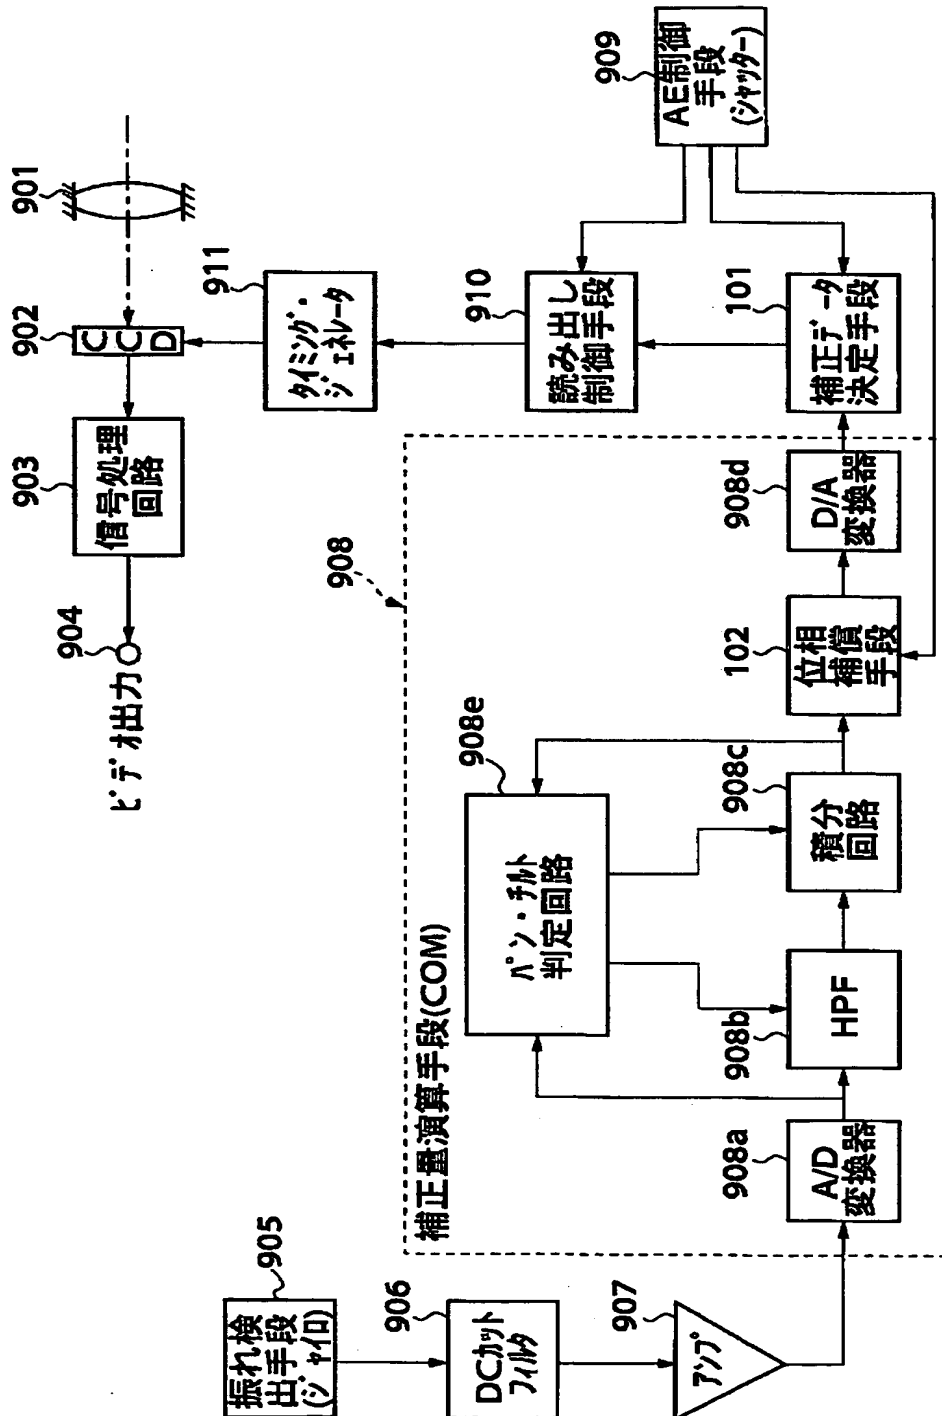 901
902
CCD
903
信号処理
回路
904
ビデオ出力
911
タイミング・
ジェネレータ
910
読み出し
制御手段
909
AE制御
手段
(シャッター)
101
補正データ
決定手段
908
補正量演算手段(COM)
908d
D/A
変換器
102
位相
補償
手段
908e
パン・チルト
判定回路
908c
積分
回路
908b
HPF
908a
A/D
変換器
905
振れ検
出手段
(ジャイロ)
906
DCカット
フィルタ
907
アンプ